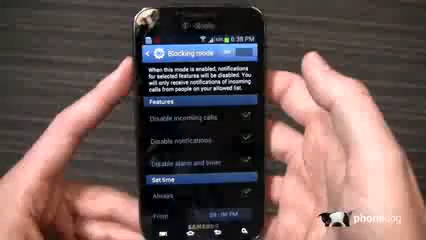 T-Mobile
6:38 PM
Blocking mode
When this mode is enabled, notifications
for selected features will be disabled. You
will only receive notifications of incoming
calls from people on your allowed list.
Features
Disable incoming calls
Disable notifications
Disable alarm and timer
Set time
Always
From
SAMSUNG
phonedog